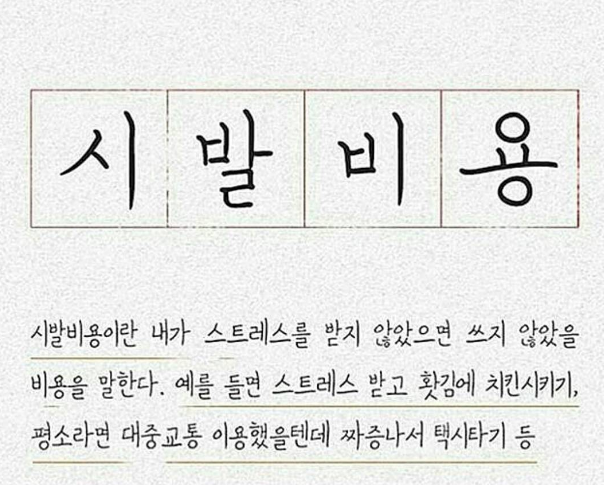 시발비용
시발비용이란 내가 스트레스를 받지 않았으면 쓰지 않았을
비용을 말한다. 예를 들면 스트레스 받고 홧김에 치킨시키기,
평소라면 대중교통 이용했을텐데 짜증나서 택시타기 등